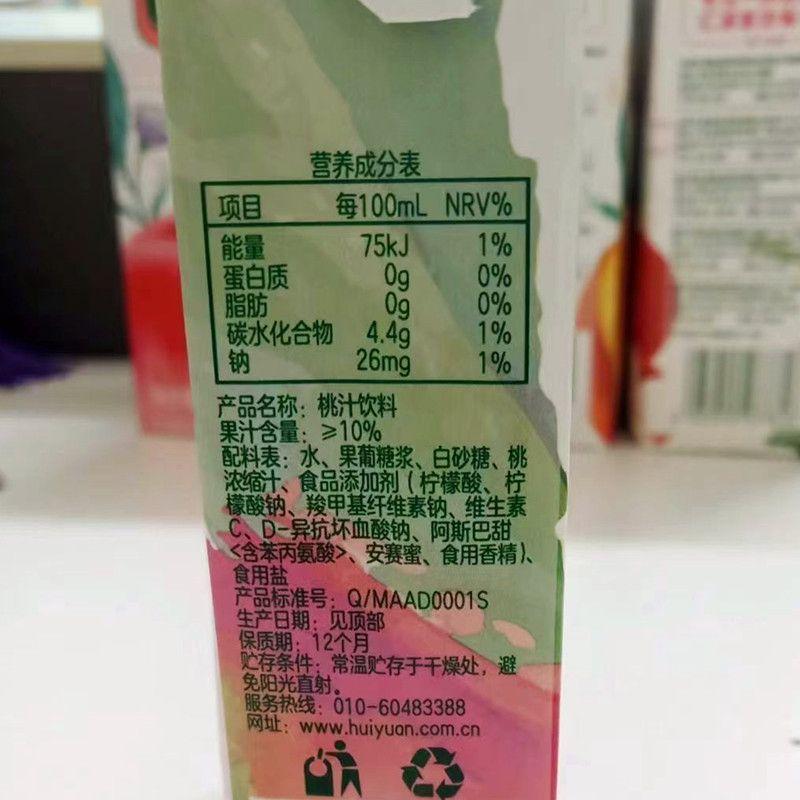 营养成分表
项目 每100mL NRV%
能量 75kJ 1%
蛋白质 0g 0%
脂肪 0g 0%
碳水化合物 4.4g 1%
钠 26mg 1%
产品名称：桃汁饮料
果汁含量：≥10%
配料表：水、果葡糖浆、白砂糖、桃
浓缩汁、食品添加剂（柠檬酸、柠
檬酸钠、羧甲基纤维素钠、维生素
C、D-异抗坏血酸钠、阿斯巴甜
<含苯丙氨酸>、安赛蜜、食用香精）、
食用盐
产品标准号：Q/MAAD0001S
生产日期：见顶部
保质期：12个月
贮存条件：常温贮存于干燥处，避
免阳光直射。
服务热线：010-60483388
网址：www.huiyuan.com.cn